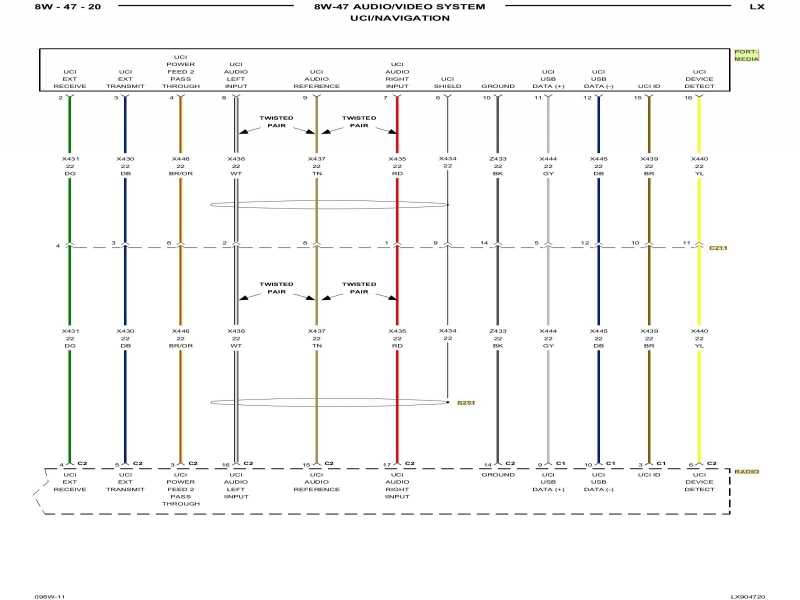 8W - 47 - 20 8W-47 AUDIO/VIDEO SYSTEM LX
UCI/NAVIGATION
PORT-
MEDIA
UCI EXT RECEIVE
UCI EXT TRANSMIT
UCI POWER FEED 2 PASS THROUGH
UCI AUDIO LEFT INPUT
UCI AUDIO REFERENCE
UCI AUDIO RIGHT INPUT
UCI SHIELD
GROUND
UCI USB DATA (+)
UCI USB DATA (-)
UCI ID
UCI DEVICE DETECT
2 3 4 8 9 7 6 10 11 12 15 16
TWISTED PAIR TWISTED PAIR
X431 X430 X446 X436 X437 X435 X434 Z433 X444 X445 X439 X440
22 22 22 22 22 22 22 22 22 22 22 22
DG DB BR/OR WT TN RD BK GY DB BR YL
4 3 6 2 8 1 9 14 5 12 10 11 C211
TWISTED PAIR TWISTED PAIR
X431 X430 X446 X436 X437 X435 X434 Z433 X444 X445 X439 X440
22 22 22 22 22 22 22 22 22 22 22 22
DG DB BR/OR WT TN RD BK GY DB BR YL
4 C2 5 C2 3 C2 16 C2 15 C2 17 C2 14 C2 9 C1 10 C1 3 C1 6 C2
RADIO
UCI EXT RECEIVE
UCI EXT TRANSMIT
UCI POWER FEED 2 PASS THROUGH
UCI AUDIO LEFT INPUT
UCI AUDIO REFERENCE
UCI AUDIO RIGHT INPUT
GROUND
UCI USB DATA (+)
UCI USB DATA (-)
UCI ID
UCI DEVICE DETECT
LX904720